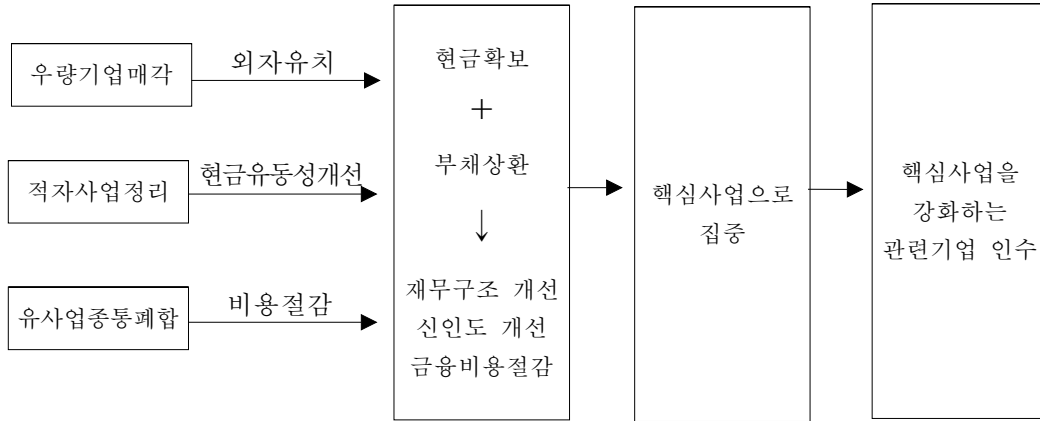 우량기업매각
외자유치
적자사업정리
현금유동성개선
유사업종통폐합
비용절감
현금확보
+
부채상환
↓
재무구조 개선
신인도 개선
금융비용절감
핵심사업으로
집중
핵심사업을
강화하는
관련기업 인수